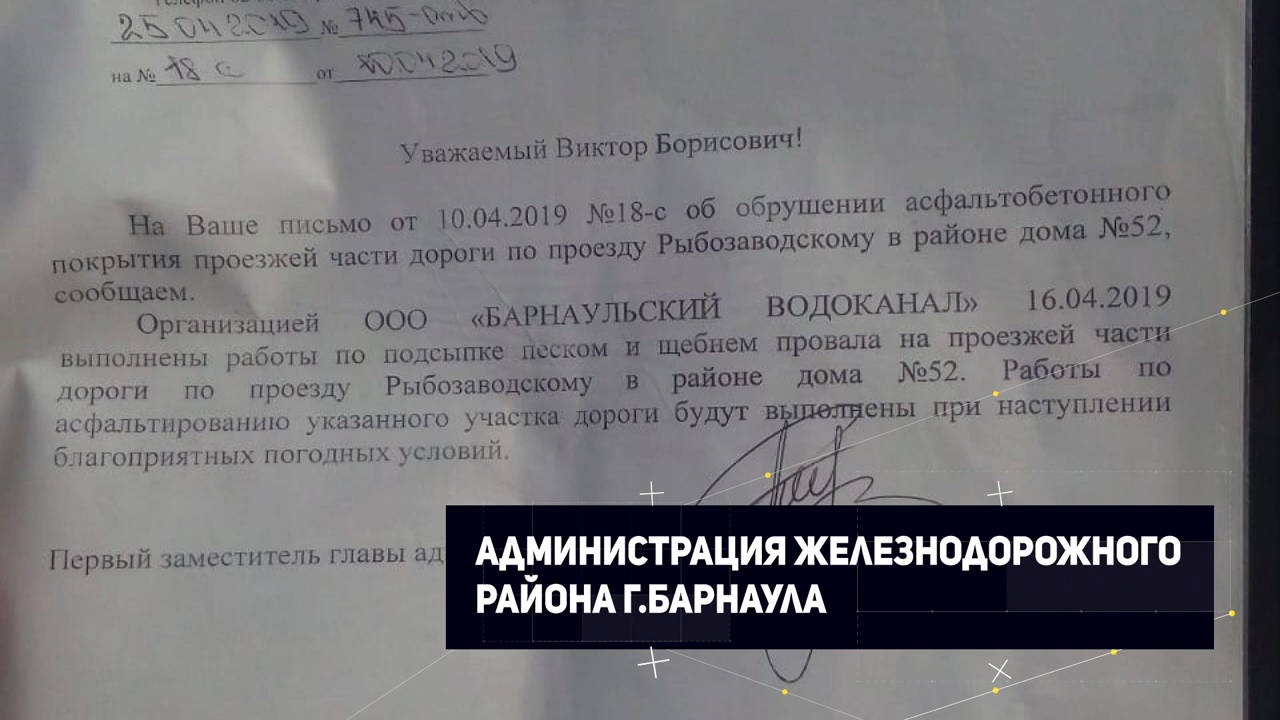 25 04 2019 № 745-
на № 18 с от 10.04.2019
Уважаемый Виктор Борисович!
На Ваше письмо от 10.04.2019 №18-с об обрушении асфальтобетонного
покрытия проезжей части дороги по проезду Рыбозаводскому в районе дома №52,
сообщаем.
Организацией ООО «БАРНАУЛЬСКИЙ ВОДОКАНАЛ» 16.04.2019
выполнены работы по подсыпке песком и щебнем провала на проезжей части
дороги по проезду Рыбозаводскому в районе дома №52. Работы по
асфальтированию указанного участка дороги будут выполнены при наступлении
благоприятных погодных условий.
Первый заместитель главы ад
АДМИНИСТРАЦИЯ ЖЕЛЕЗНОДОРОЖНОГО
РАЙОНА Г.БАРНАУЛА